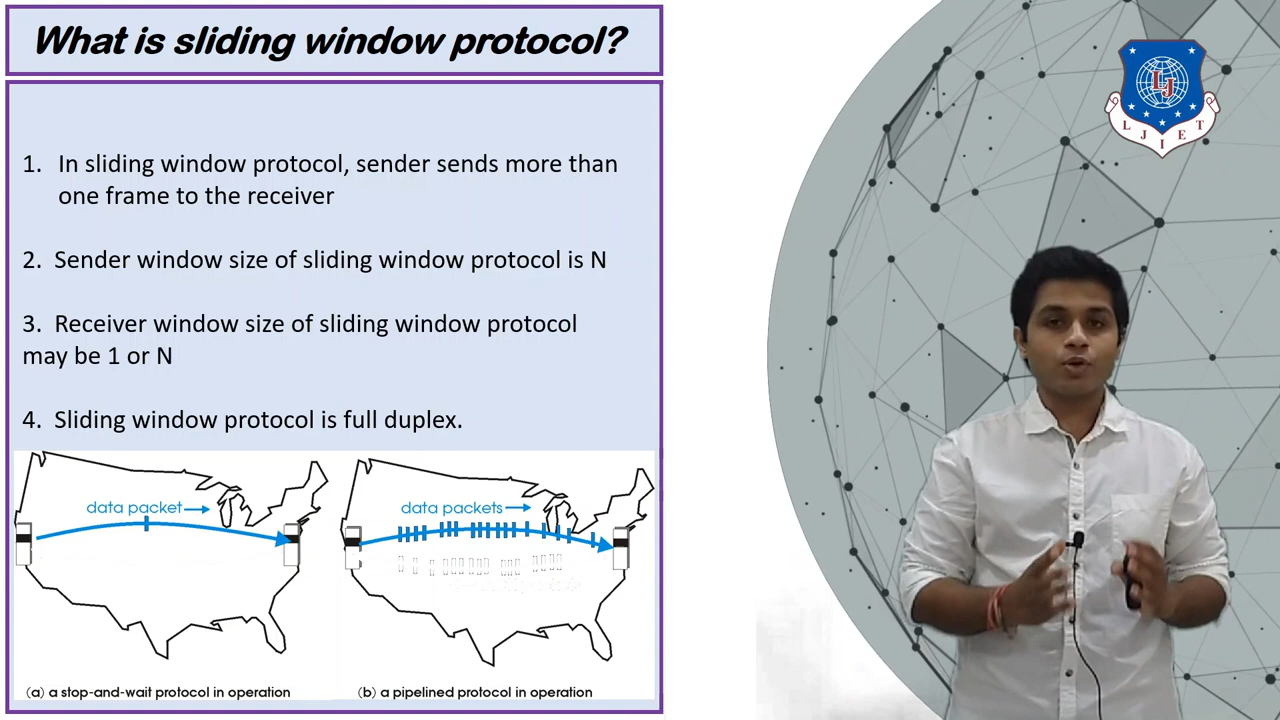 What is sliding window protocol?
1. In sliding window protocol, sender sends more than
one frame to the receiver
2. Sender window size of sliding window protocol is N
3. Receiver window size of sliding window protocol
may be 1 or N
4. Sliding window protocol is full duplex.
data packet
data packets
(a) a stop-and-wait protocol in operation
(b) a pipelined protocol in operation
LJ
L J I E T